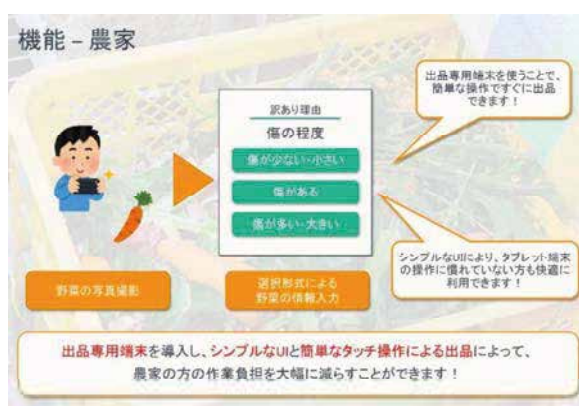 機能 – 農家
出品専用端末を使うことで、
簡単な操作ですぐに出品
できます！
訳あり理由
傷の程度
傷が少ない・小さい
傷がある
傷が多い・大きい
シンプルなUIにより、タブレット端末
の操作に慣れていない方も快適に
利用できます！
野菜の写真撮影
選択形式による
野菜の情報入力
出品専用端末を導入し、シンプルなUIと簡単なタッチ操作による出品によって、
農家の方の作業負担を大幅に減らすことができます！